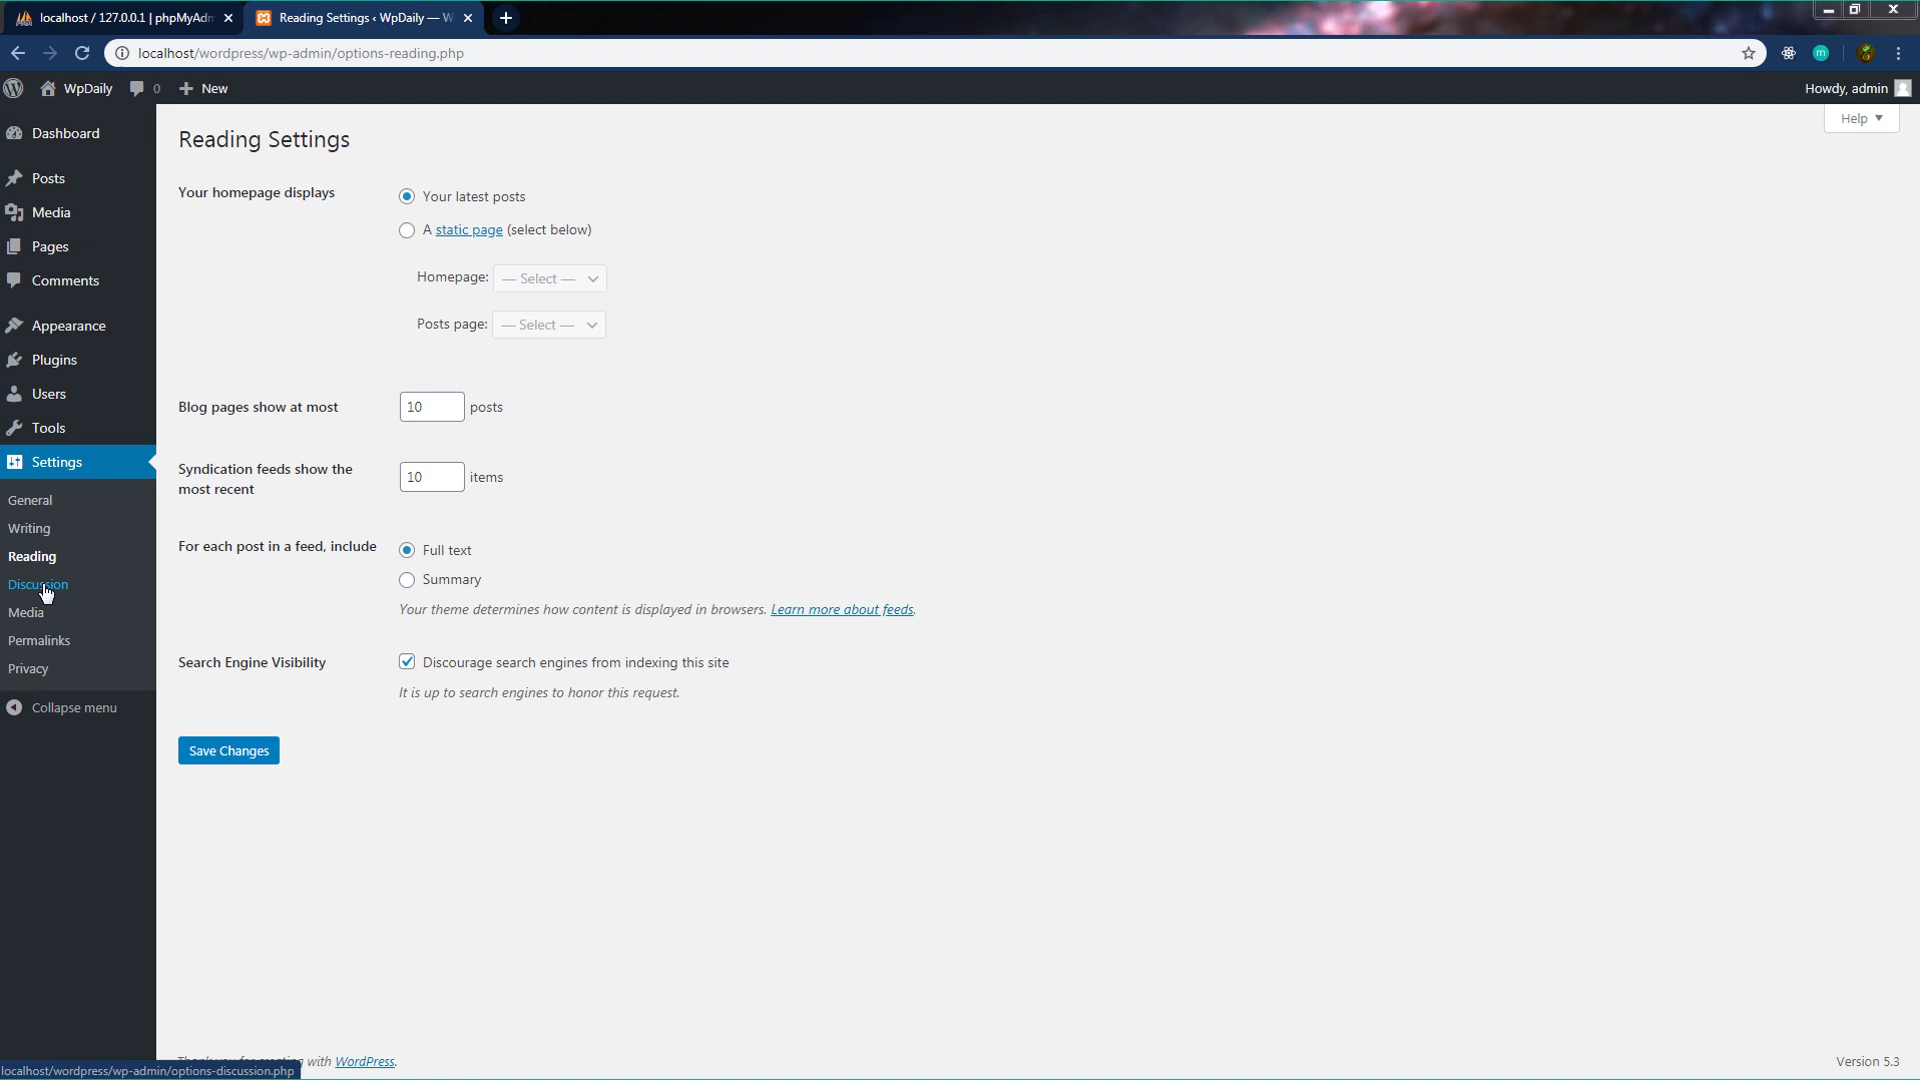 localhost / 127.0.0.1 | phpMyAdm
Reading Settings ‹ WpDaily — W
localhost/wordpress/wp-admin/options-reading.php
m
WpDaily
0
New
Howdy, admin
Help
Dashboard
Posts
Media
Pages
Comments
Appearance
Plugins
Users
Tools
Settings
General
Writing
Reading
Discussion
Media
Permalinks
Privacy
Collapse menu
Reading Settings
Your homepage displays
Your latest posts
A static page (select below)
Homepage: — Select —
Posts page: — Select —
Blog pages show at most 10 posts
Syndication feeds show the
most recent
10 items
For each post in a feed, include
Full text
Summary
Your theme determines how content is displayed in browsers. Learn more about feeds.
Search Engine Visibility
Discourage search engines from indexing this site
It is up to search engines to honor this request.
Save Changes
with WordPress.
Version 5.3
localhost/wordpress/wp-admin/options-discussion.php